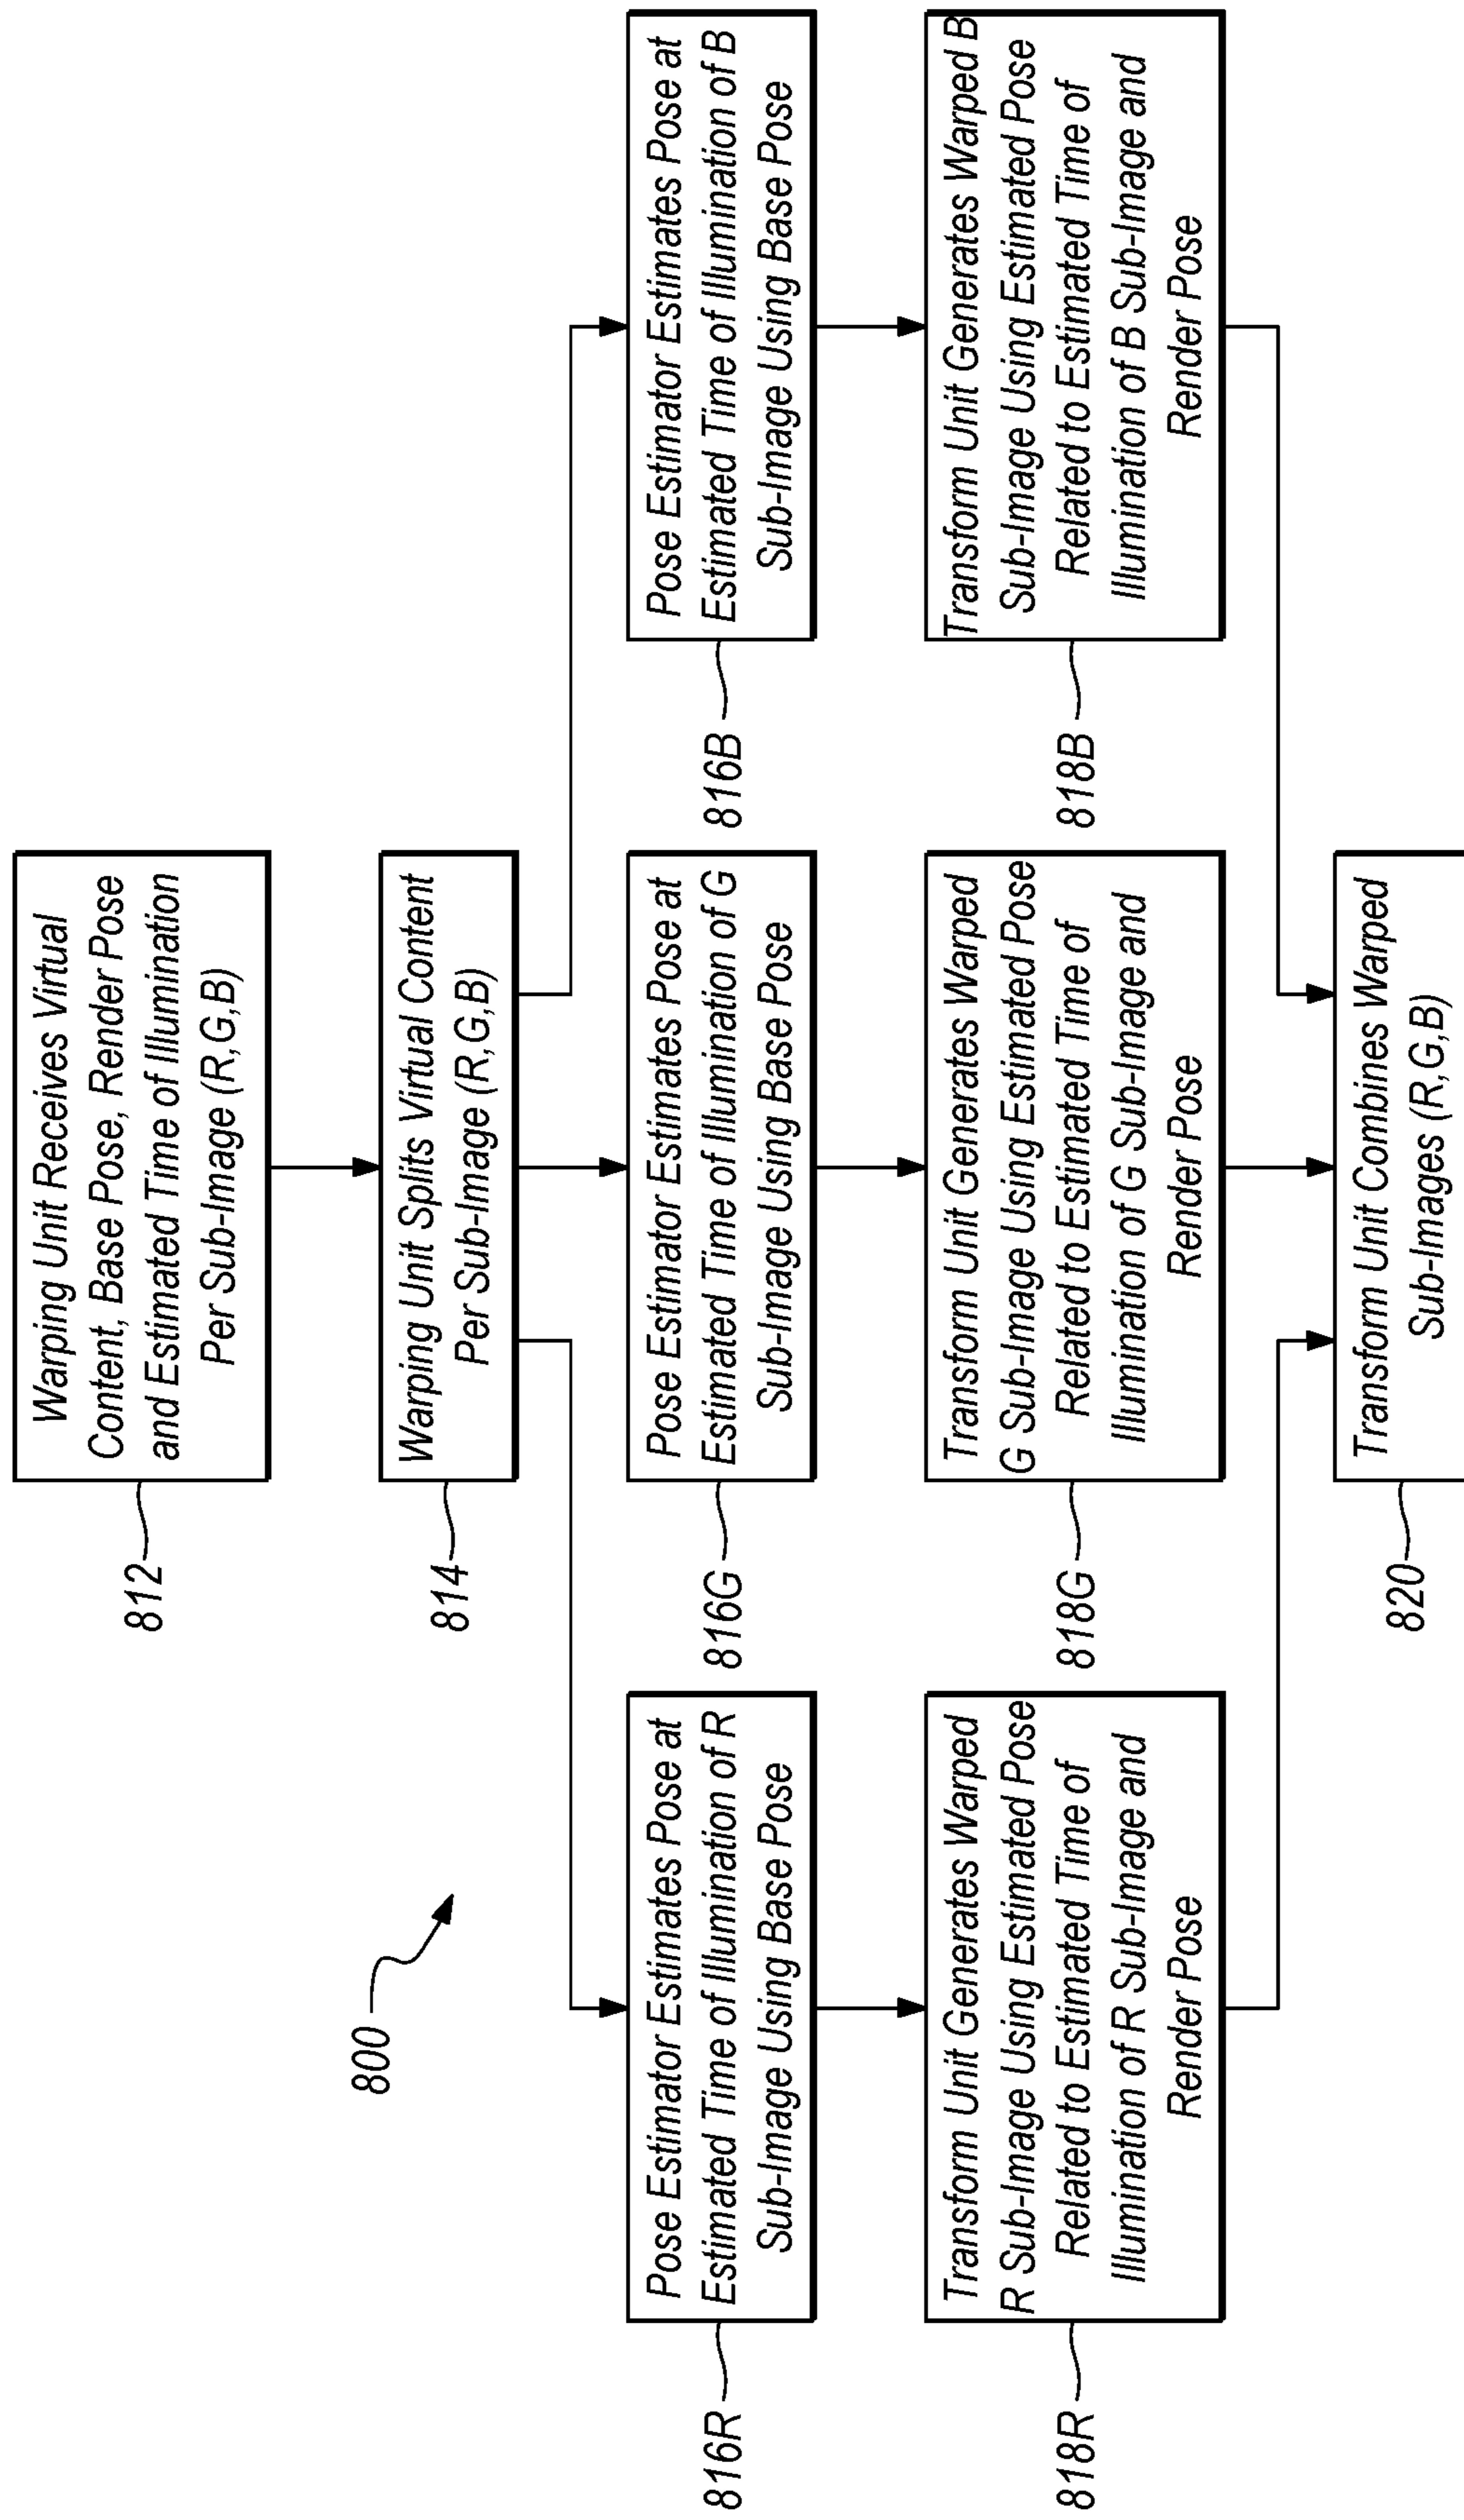 800
812
Warping Unit Receives Virtual
Content, Base Pose, Render Pose
and Estimated Time of Illumination
Per Sub-Image (R,G,B)
814
Warping Unit Splits Virtual Content
Per Sub-Image (R,G,B)
816R
Pose Estimator Estimates Pose at
Estimated Time of Illumination of R
Sub-Image Using Base Pose
816G
Pose Estimator Estimates Pose at
Estimated Time of Illumination of G
Sub-Image Using Base Pose
816B
Pose Estimator Estimates Pose at
Estimated Time of Illumination of B
Sub-Image Using Base Pose
818R
Transform Unit Generates Warped
R Sub-Image Using Estimated Pose
Related to Estimated Time of
Illumination of R Sub-Image and
Render Pose
818G
Transform Unit Generates Warped
G Sub-Image Using Estimated Pose
Related to Estimated Time of
Illumination of G Sub-Image and
Render Pose
818B
Transform Unit Generates Warped B
Sub-Image Using Estimated Pose
Related to Estimated Time of
Illumination of B Sub-Image and
Render Pose
820
Transform Unit Combines Warped
Sub-Images (R,G,B)